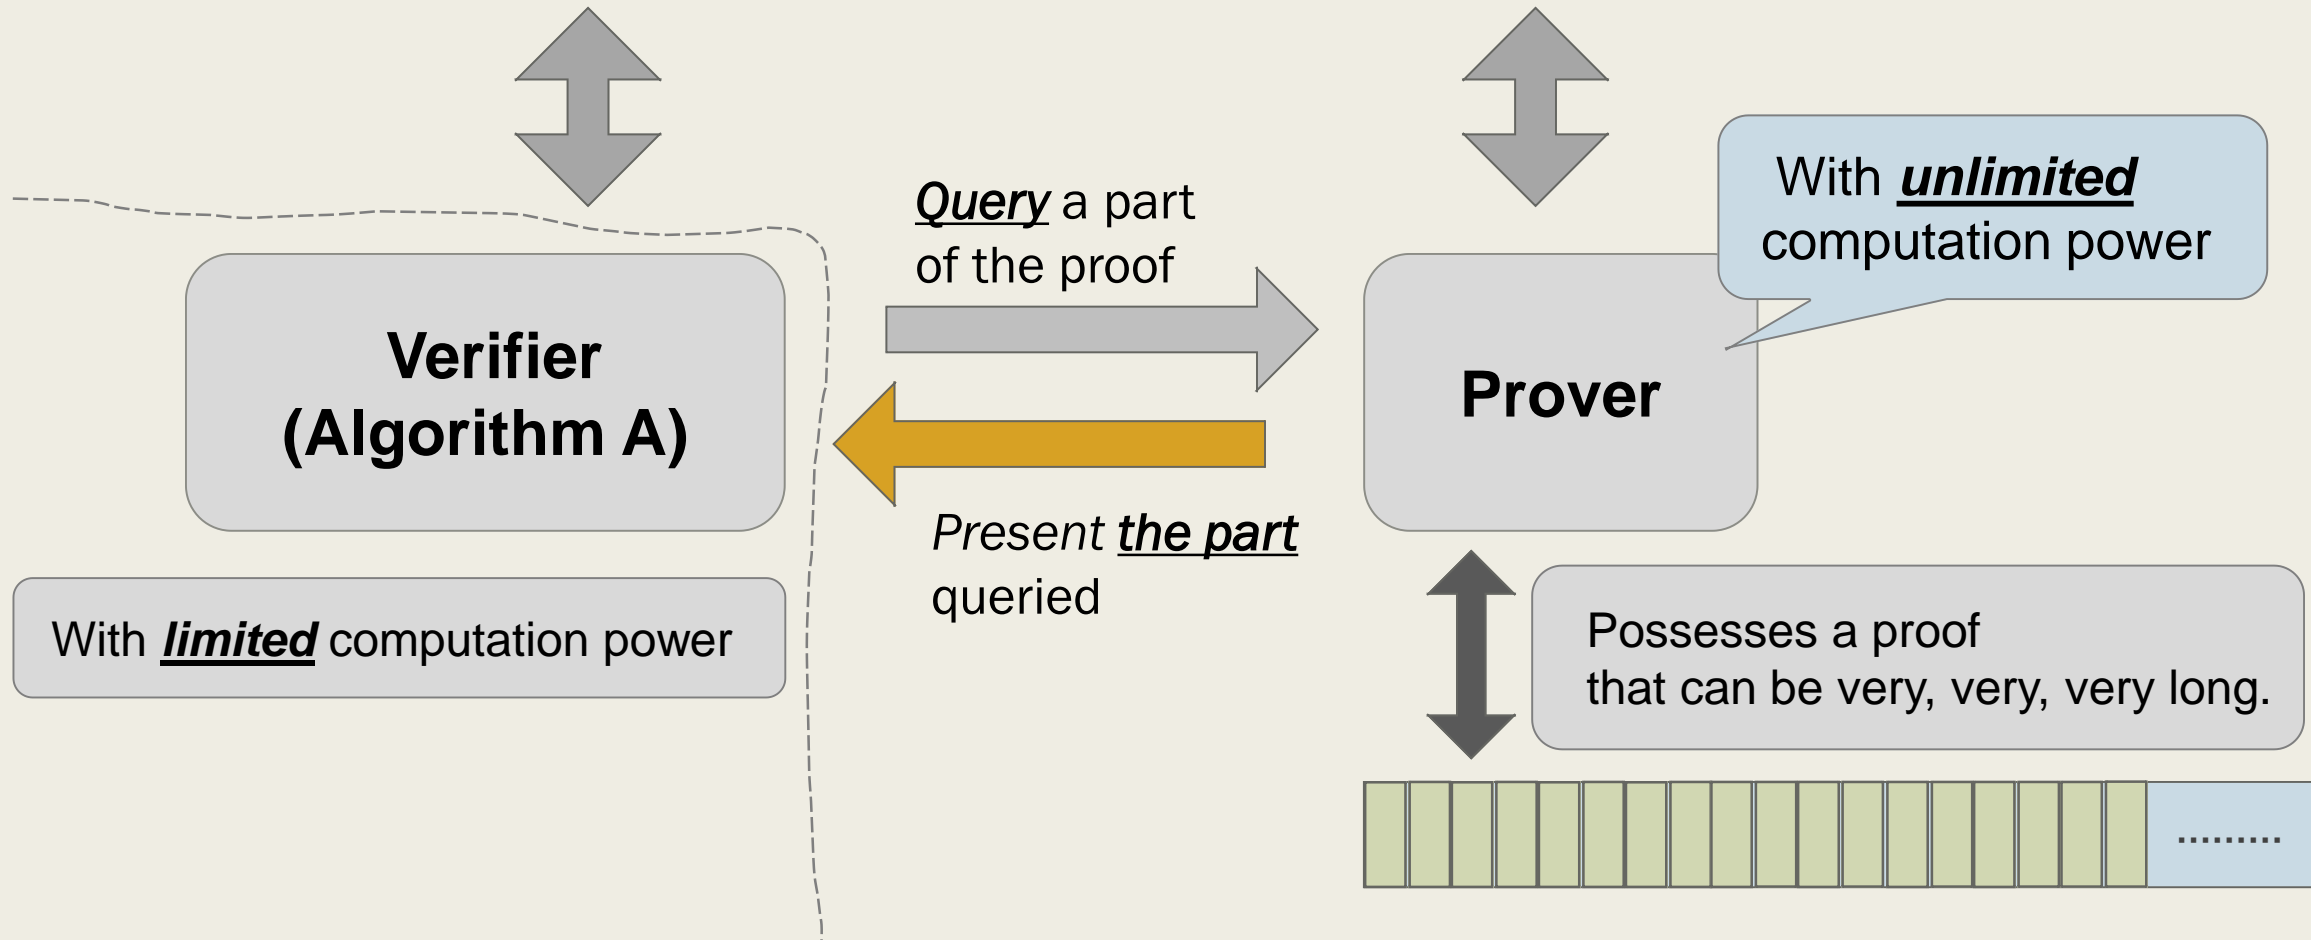 With unlimited
computation power
Query a part
of the proof
Verifier
(Algorithm A)
Prover
Present the part
queried
With limited computation power
Possesses a proof
that can be very, very, very long.
.........